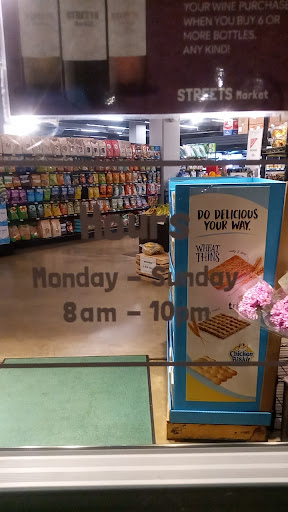 YOUR WINE PURCHASE
WHEN YOU BUY 6 OR
MORE BOTTLES.
ANY KIND!
STREETS Market
Hours
Monday – Sunday
8am – 10pm
DO DELICIOUS
YOUR WAY.
WHEAT
THINS
Chicken